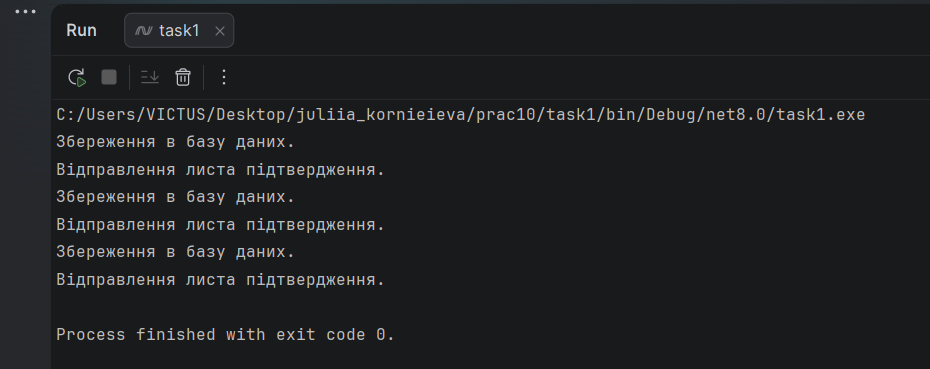 Run
task1
C:/Users/VICTUS/Desktop/juliia_kornieieva/prac10/task1/bin/Debug/net8.0/task1.exe
Збереження в базу даних.
Відправлення листа підтвердження.
Збереження в базу даних.
Відправлення листа підтвердження.
Збереження в базу даних.
Відправлення листа підтвердження.
Process finished with exit code 0.